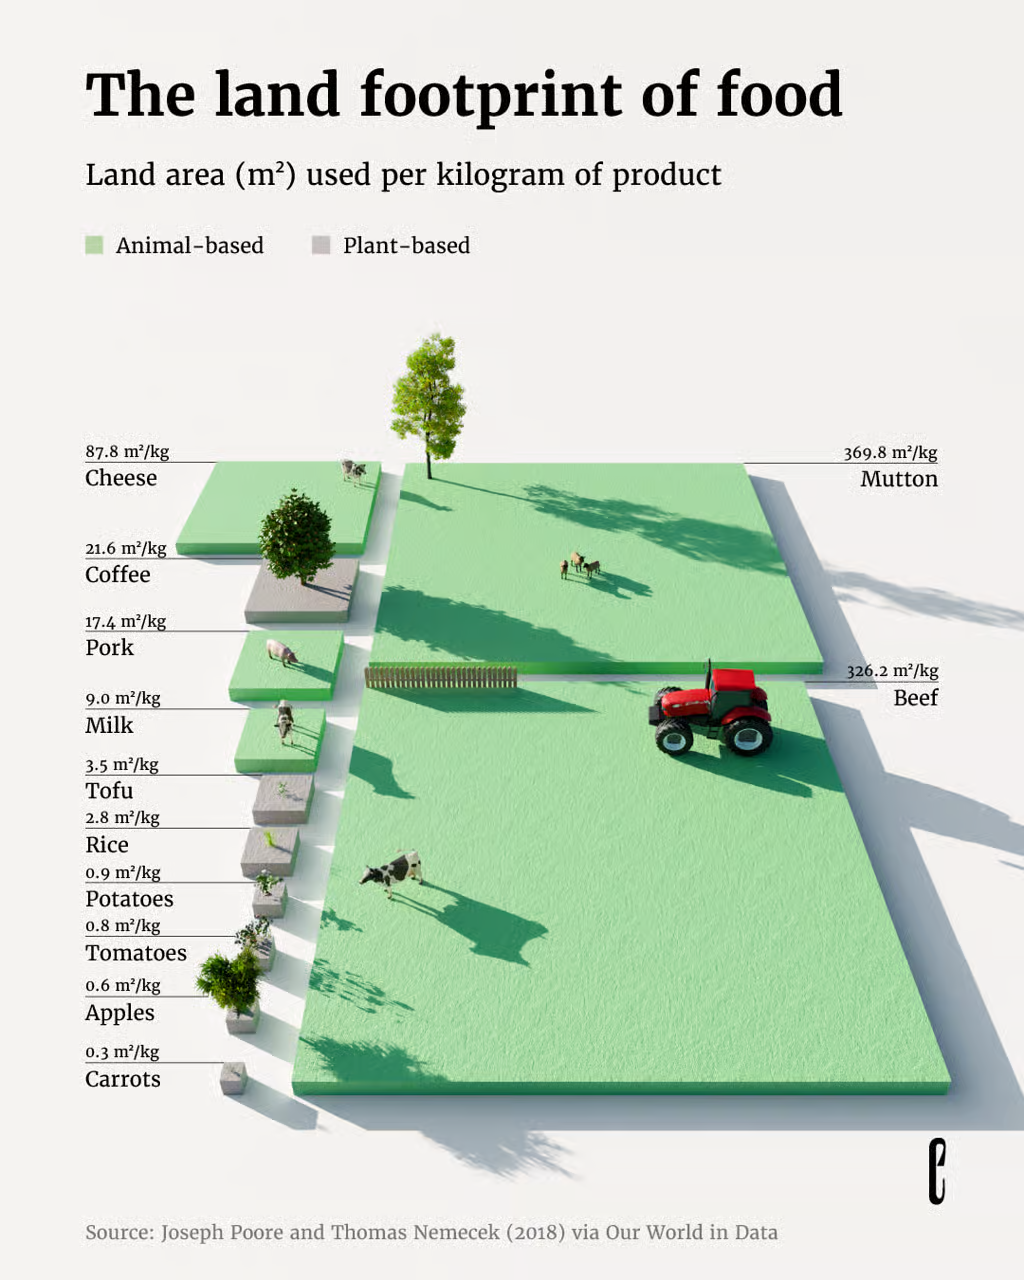 The land footprint of food
Land area (m²) used per kilogram of product
Animal-based
Plant-based
87.8 m²/kg
Cheese
369.8 m²/kg
Mutton
21.6 m²/kg
Coffee
17.4 m²/kg
Pork
326.2 m²/kg
Beef
9.0 m²/kg
Milk
3.5 m²/kg
Tofu
2.8 m²/kg
Rice
0.9 m²/kg
Potatoes
0.8 m²/kg
Tomatoes
0.6 m²/kg
Apples
0.3 m²/kg
Carrots
Source: Joseph Poore and Thomas Nemecek (2018) via Our World in Data